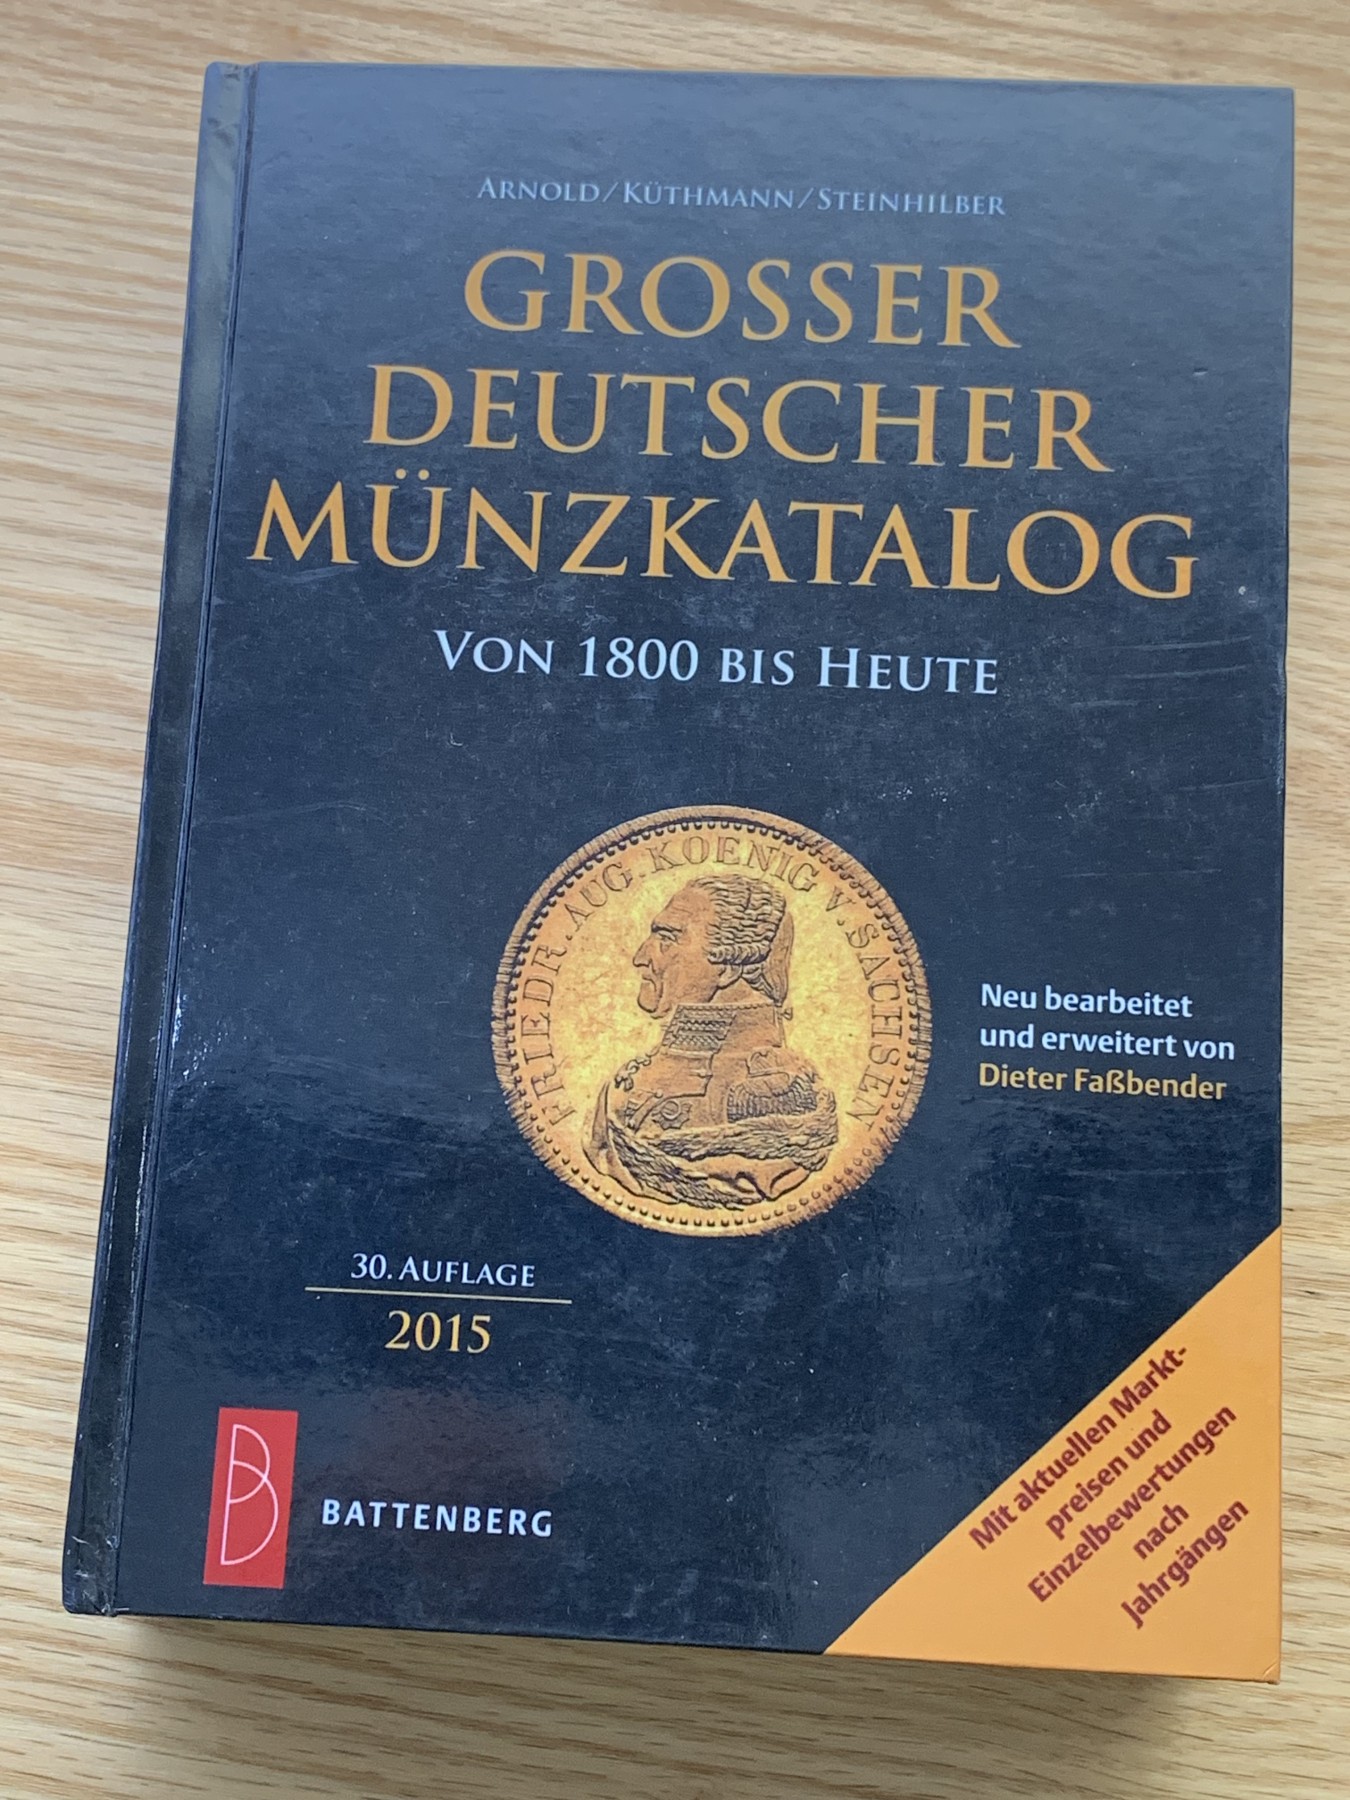 ARNOLD/KÜTHMANN/STEINHILBER
GROSSER
DEUTSCHER
MÜNZKATALOG
VON 1800 BIS HEUTE
FRIEDR. AUG. KOENIG V. SACHSEN
Neu bearbeitet
und erweitert von
Dieter Faßbender
30. AUFLAGE
2015
BATTENBERG
Mit aktuellen Markt-
preisen und
Einzelbewertungen
nach
Jahrgängen